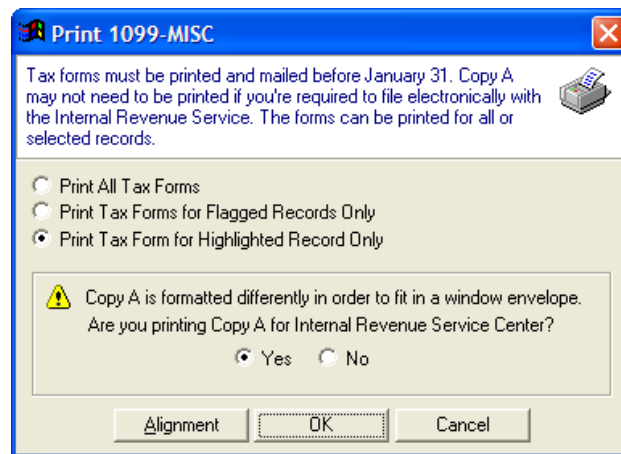 Print 1099-MISC
Tax forms must be printed and mailed before January 31. Copy A
may not need to be printed if you're required to file electronically with
the Internal Revenue Service. The forms can be printed for all or
selected records.
Print All Tax Forms
Print Tax Forms for Flagged Records Only
Print Tax Form for Highlighted Record Only
Copy A is formatted differently in order to fit in a window envelope.
Are you printing Copy A for Internal Revenue Service Center?
Yes No
Alignment OK Cancel